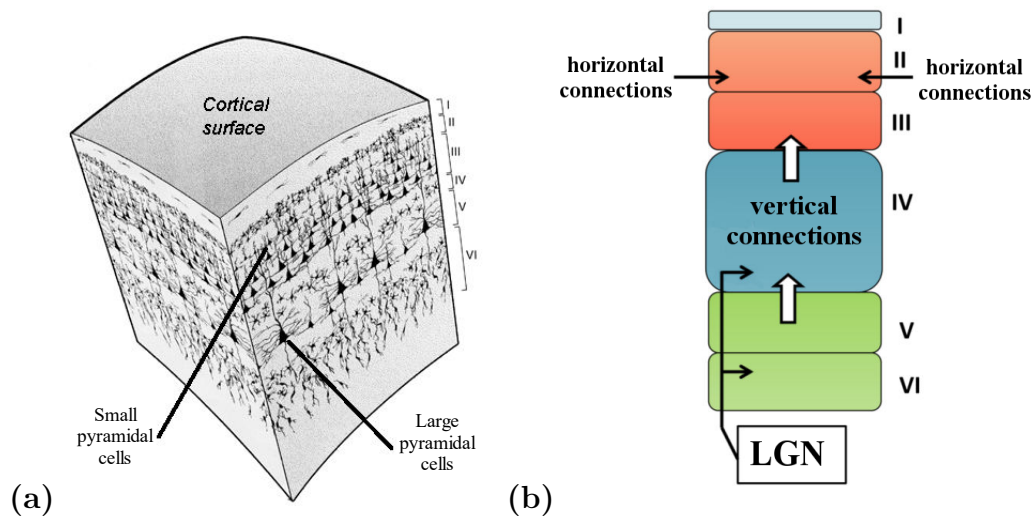 Cortical
surface
I
II
III
IV
V
VI
Small
pyramidal
cells
Large
pyramidal
cells
(a)
I
II
horizontal
connections
horizontal
connections
III
IV
vertical
connections
V
VI
LGN
(b)